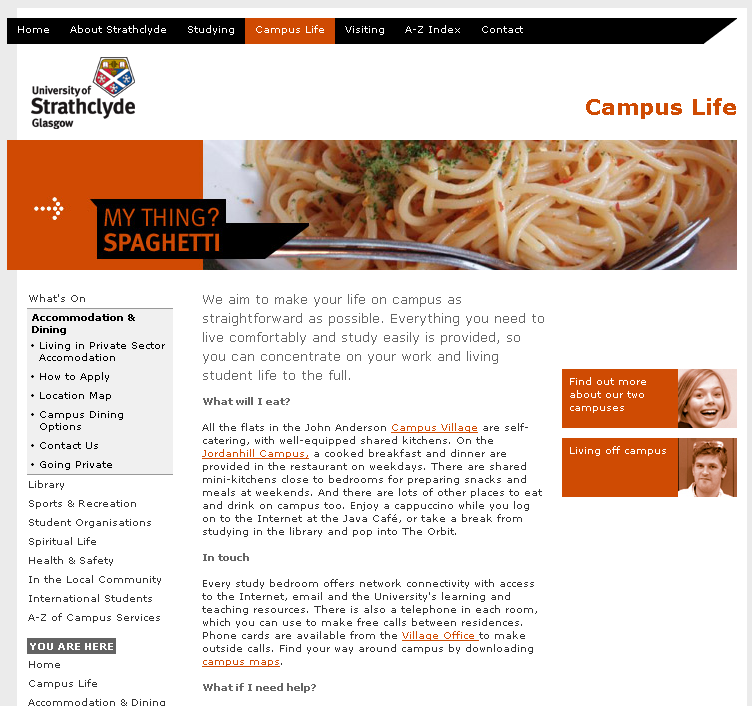 Home About Strathclyde Studying Campus Life Visiting A-Z Index Contact
University of
Strathclyde
Glasgow
Campus Life
MY THING?
SPAGHETTI
What's On
Accommodation &
Dining
• Living in Private Sector
Accomodation
• How to Apply
• Location Map
• Campus Dining
Options
• Contact Us
• Going Private
Library
Sports & Recreation
Student Organisations
Spiritual Life
Health & Safety
In the Local Community
International Students
A-Z of Campus Services
YOU ARE HERE
Home
Campus Life
Accommodation & Dining
We aim to make your life on campus as
straightforward as possible. Everything you need to
live comfortably and study easily is provided, so
you can concentrate on your work and living
student life to the full.
What will I eat?
All the flats in the John Anderson Campus Village are self-
catering, with well-equipped shared kitchens. On the
Jordanhill Campus, a cooked breakfast and dinner are
provided in the restaurant on weekdays. There are shared
mini-kitchens close to bedrooms for preparing snacks and
meals at weekends. And there are lots of other places to eat
and drink on campus too. Enjoy a cappuccino while you log
on to the Internet at the Java Café, or take a break from
studying in the library and pop into The Orbit.
In touch
Every study bedroom offers network connectivity with access
to the Internet, email and the University's learning and
teaching resources. There is also a telephone in each room,
which you can use to make free calls between residences.
Phone cards are available from the Village Office to make
outside calls. Find your way around campus by downloading
campus maps.
What if I need help?
Find out more
about our two
campuses
Living off campus